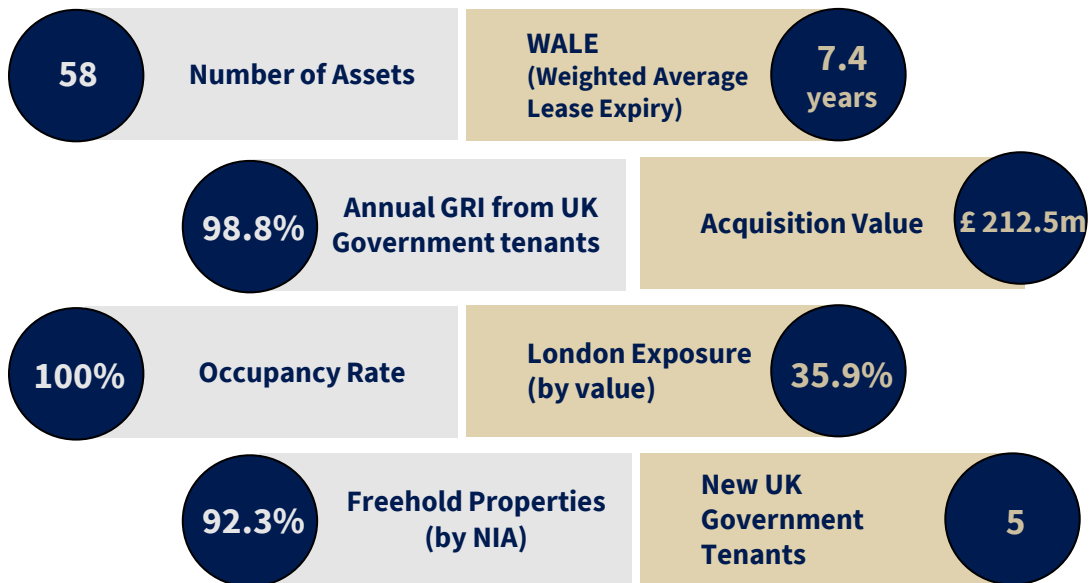 58
Number of Assets
WALE
(Weighted Average
Lease Expiry)
7.4
years
98.8%
Annual GRI from UK
Government tenants
Acquisition Value
£ 212.5m
100%
Occupancy Rate
London Exposure
(by value)
35.9%
92.3%
Freehold Properties
(by NIA)
New UK
Government
Tenants
5